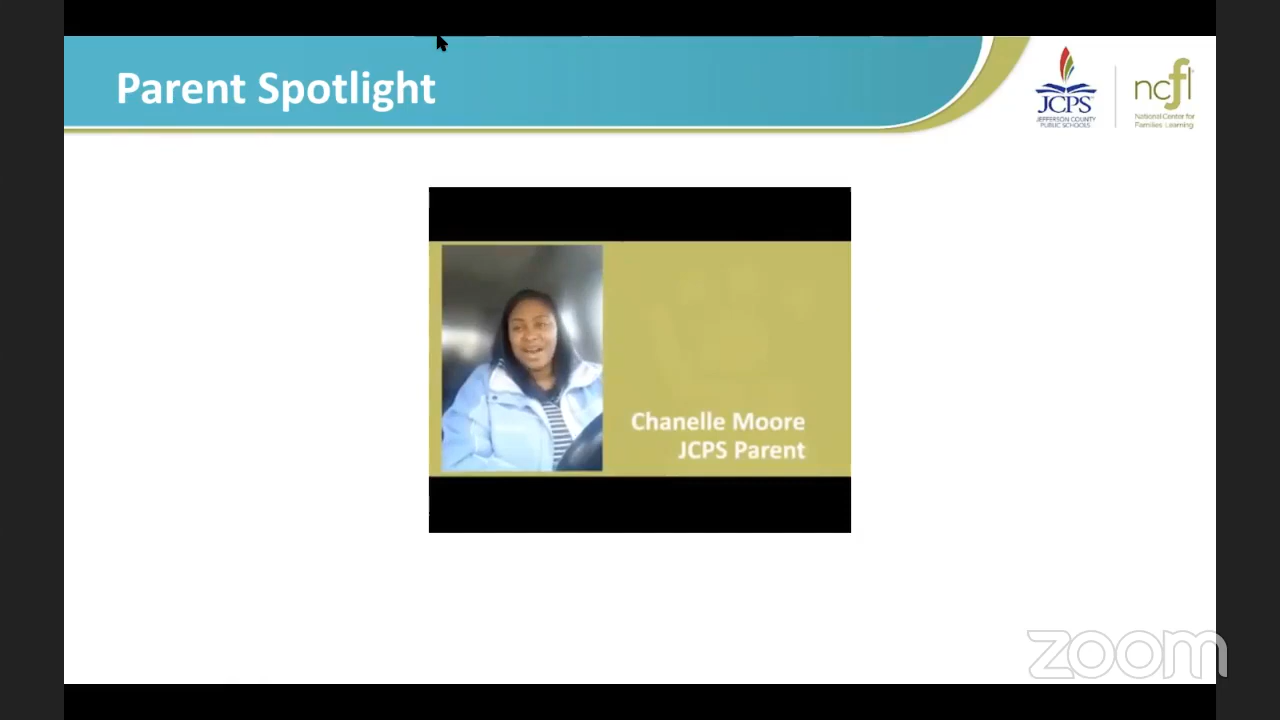 Parent Spotlight
JCPS
JEFFERSON COUNTY
PUBLIC SCHOOLS
ncfl
National Center for
Families Learning
Chanelle Moore
JCPS Parent
zoom